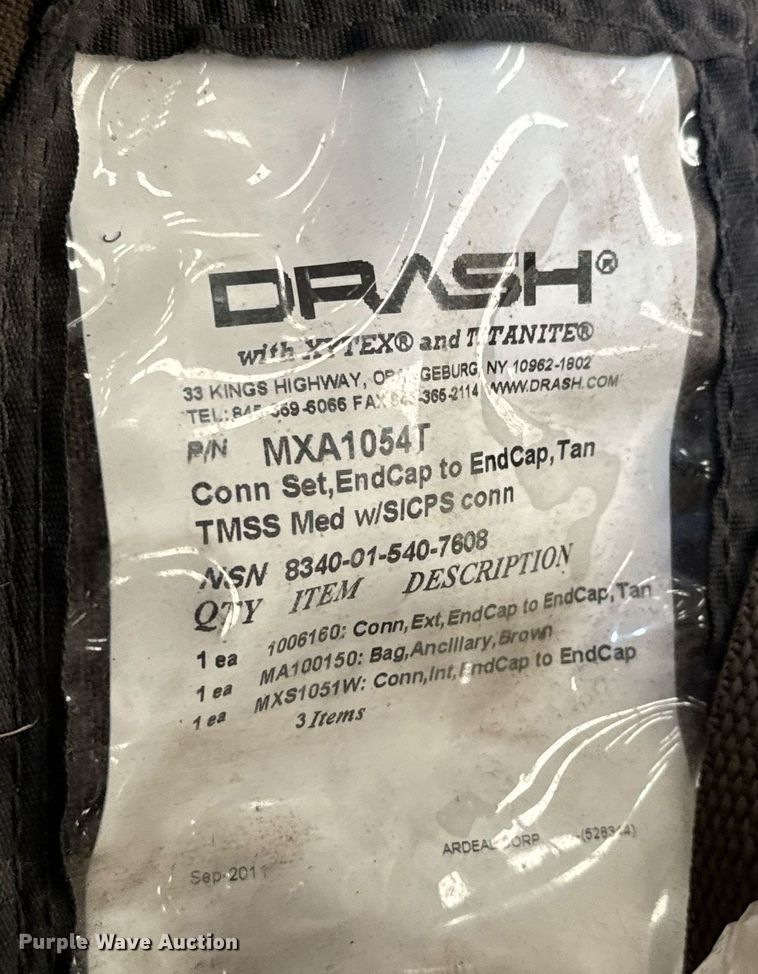 DRASH®
with XYTEX® and TITANITE®
33 KINGS HIGHWAY, ORANGEBURG, NY 10962-1802
TEL: 845-369-6066 FAX -366-2114 WWW.DRASH.COM
P/N MXA1054T
Conn Set,EndCap to EndCap,Tan
TMSS Med w/SICPS conn
NSN 8340-01-540-7608
QTY ITEM DESCRIPTION
1 ea 1006160: Conn,Ext,EndCap to EndCap,Tan
1 ea MA100150: Bag,Ancillary,Brown
1 ea MXS1051W: Conn,Int,EndCap to EndCap
3 Items
ARDEAL CORP
Sep-2011
Purple Wave Auction